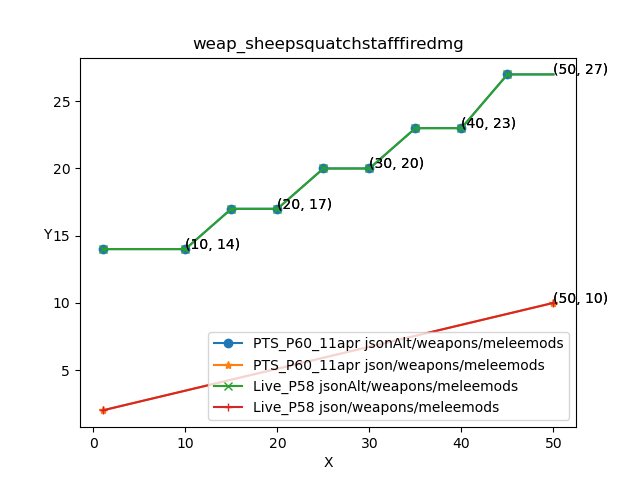 weap_sheepsquatchstafffiredmg
(50, 27)
25
(40, 23)
20
(30, 20)
(20, 17)
Y
15
(10, 14)
10
(50, 10)
5
PTS_P60_11apr jsonAlt/weapons/meleemods
PTS_P60_11apr json/weapons/meleemods
Live_P58 jsonAlt/weapons/meleemods
Live_P58 json/weapons/meleemods
0 10 20 30 40 50
X